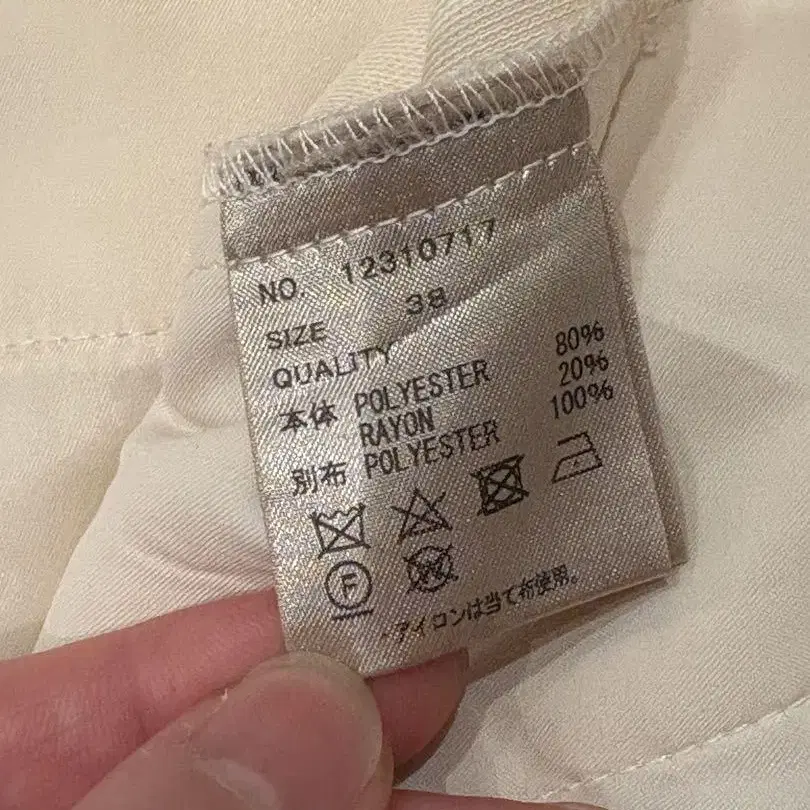 NO. 12310717
SIZE 38
QUALITY
本体 POLYESTER 80%
RAYON 20%
別布 POLYESTER 100%
F
W
・アイロンは当て布使用。